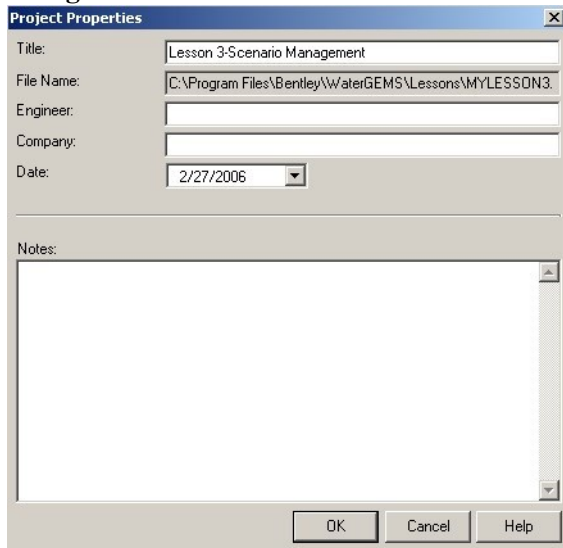 Project Properties
Title: Lesson 3-Scenario Management
File Name: C:\Program Files\Bentley\WaterGEMS\Lessons\MYLESSON3.
Engineer:
Company:
Date: 2/27/2006
Notes:
OK Cancel Help